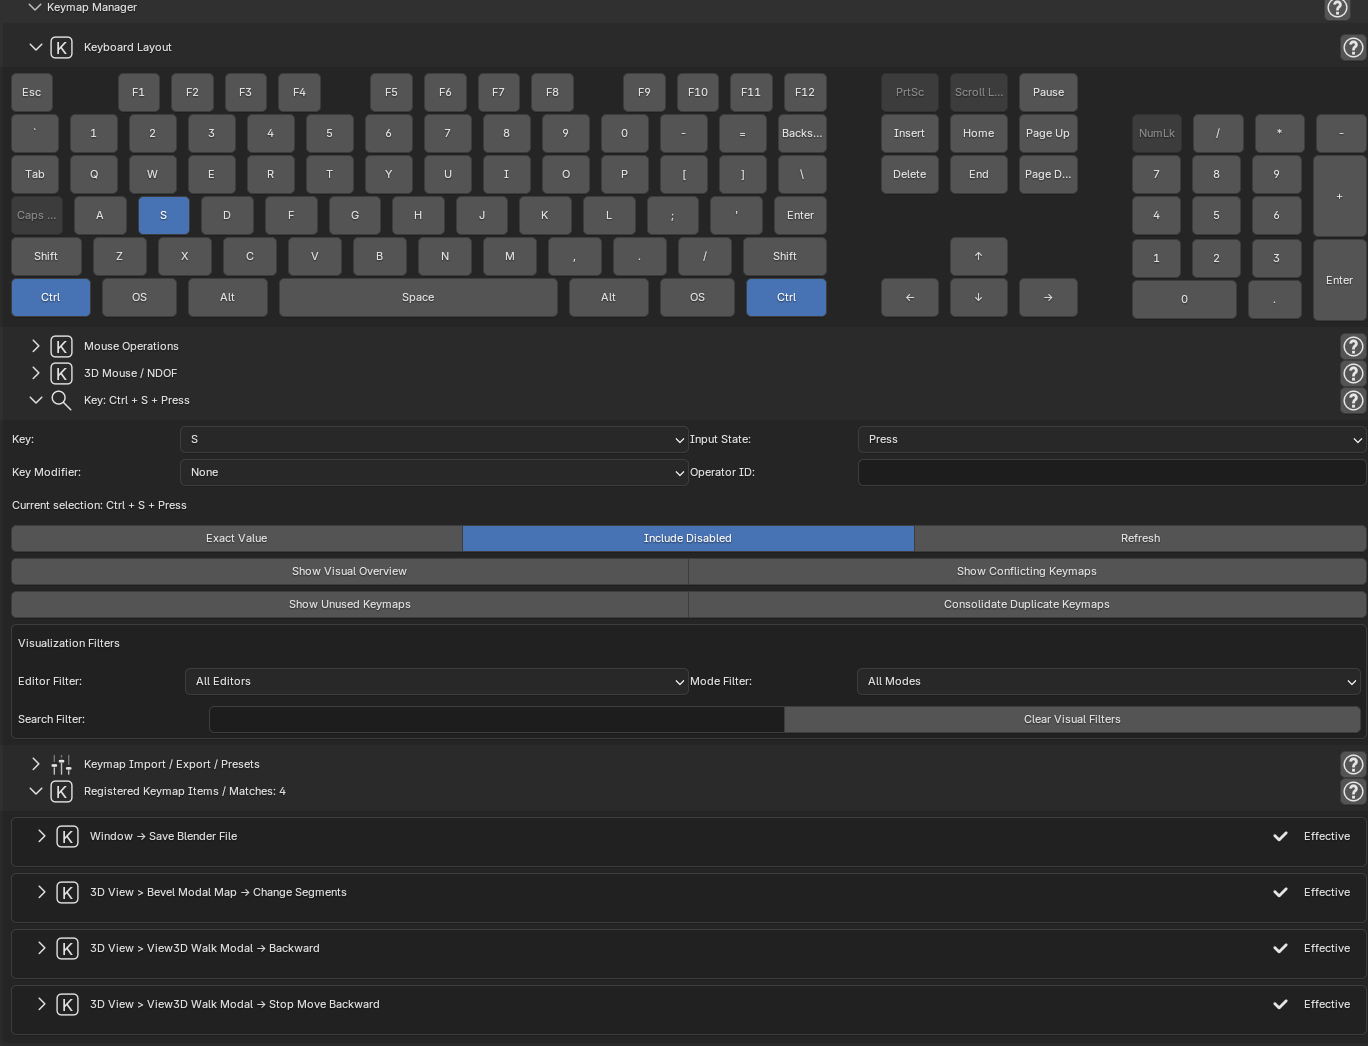 Keymap Manager
K Keyboard Layout
Esc F1 F2 F3 F4 F5 F6 F7 F8 F9 F10 F11 F12 PrtSc Scroll L... Pause
` 1 2 3 4 5 6 7 8 9 0 - = Backs... Insert Home Page Up NumLk / * -
Tab Q W E R T Y U I O P [ ] \ Delete End Page D... 7 8 9 +
Caps ... A S D F G H J K L ; ' Enter 4 5 6
Shift Z X C V B N M , . / Shift ↑ 1 2 3 Enter
Ctrl OS Alt Space Alt OS Ctrl ← ↓ → 0 .
K Mouse Operations
K 3D Mouse / NDOF
Key: Ctrl + S + Press
Key: S Input State: Press
Key Modifier: None Operator ID:
Current selection: Ctrl + S + Press
Exact Value Include Disabled Refresh
Show Visual Overview Show Conflicting Keymaps
Show Unused Keymaps Consolidate Duplicate Keymaps
Visualization Filters
Editor Filter: All Editors Mode Filter: All Modes
Search Filter: Clear Visual Filters
Keymap Import / Export / Presets
K Registered Keymap Items / Matches: 4
K Window → Save Blender File Effective
K 3D View > Bevel Modal Map → Change Segments Effective
K 3D View > View3D Walk Modal → Backward Effective
K 3D View > View3D Walk Modal → Stop Move Backward Effective